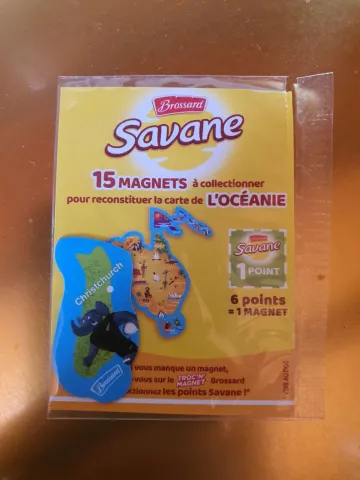 Brossard
Savane
15 MAGNETS à collectionner
pour reconstituer la carte de L'OCÉANIE
Christchurch
Brossard
Savane
1 POINT
6 points
= 1 MAGNET
vous manque un magnet,
vous sur le TROC'N' MAGNET Brossard
les points Savane !*